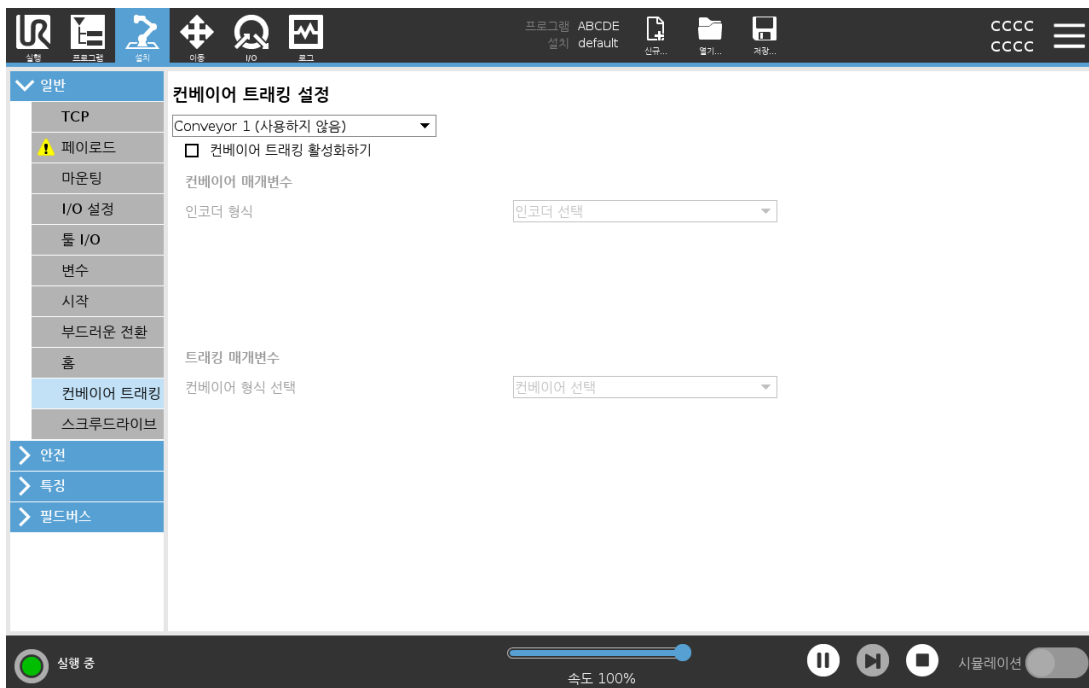 UR
프로그램 ABCDE
설치 default
cccc
cccc
실행 프로그램 설치 이동 I/O 로그 신규... 열기... 저장...
일반
TCP
페이로드
마운팅
I/O 설정
툴 I/O
변수
시작
부드러운 전환
홈
컨베이어 트래킹
스크루드라이브
안전
특징
필드버스
컨베이어 트래킹 설정
Conveyor 1 (사용하지 않음)
컨베이어 트래킹 활성화하기
컨베이어 매개변수
인코더 형식 인코더 선택
트래킹 매개변수
컨베이어 형식 선택 컨베이어 선택
실행 중
속도 100%
시뮬레이션